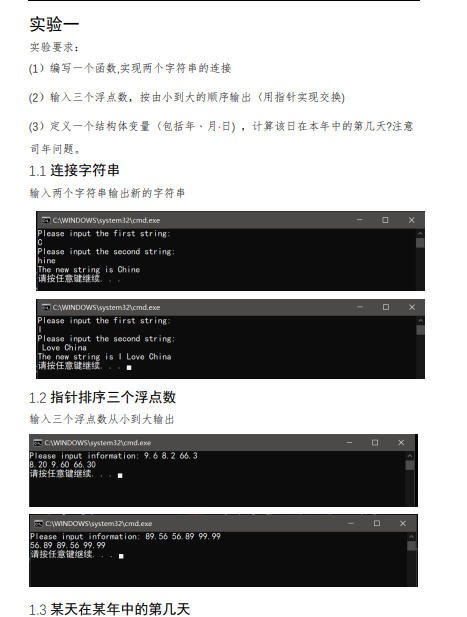 实验一
实验要求：
(1）编写一个函数,实现两个字符串的连接
(2）输入三个浮点数，按由小到大的顺序输出（用指针实现交换)
(3）定义一个结构体变量（包括年、月·日)，计算该日在本年中的第几天?注意
司年问题。
1.1 连接字符串
输入两个字符串输出新的字符串
C:\WINDOWS\system32\cmd.exe
Please input the first string:
C
Please input the second string:
hine
The new string is Chine
请按任意键继续. . .
C:\WINDOWS\system32\cmd.exe
Please input the first string:
I
Please input the second string:
Love China
The new string is I Love China
请按任意键继续. . .
1.2 指针排序三个浮点数
输入三个浮点数从小到大输出
C:\WINDOWS\system32\cmd.exe
Please input information: 9.6 8.2 66.3
8.20 9.60 66.30
请按任意键继续. . .
C:\WINDOWS\system32\cmd.exe
Please input information: 89.56 56.89 99.99
56.89 89.56 99.99
请按任意键继续. . .
1.3 某天在某年中的第几天